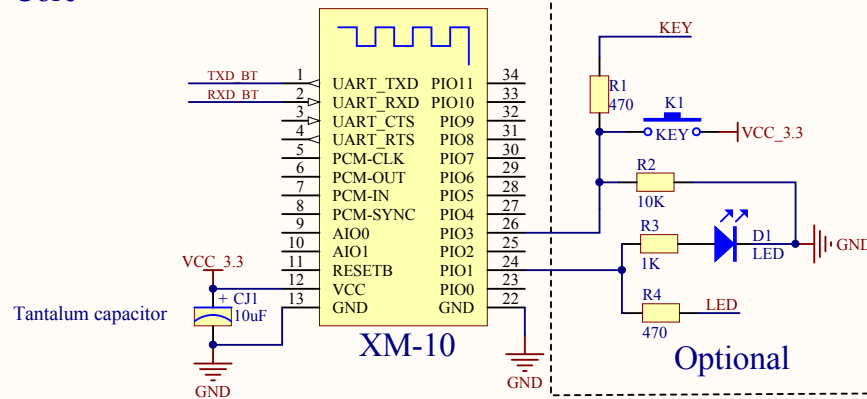 TXD_BT
RXD_BT
1
2
3
4
5
6
7
8
9
10
11
12
13
UART_TXD
UART_RXD
UART_CTS
UART_RTS
PCM-CLK
PCM-OUT
PCM-IN
PCM-SYNC
AIO0
AIO1
RESETB
VCC
GND
PIO11
PIO10
PIO9
PIO8
PIO7
PIO6
PIO5
PIO4
PIO3
PIO2
PIO1
PIO0
GND
34
33
32
31
30
29
28
27
26
25
24
23
22
XM-10
VCC_3.3
+ CJ1
10uF
Tantalum capacitor
GND
GND
KEY
R1
470
K1
KEY
VCC_3.3
R2
10K
R3
1K
D1
LED
GND
R4
470
LED
Optional